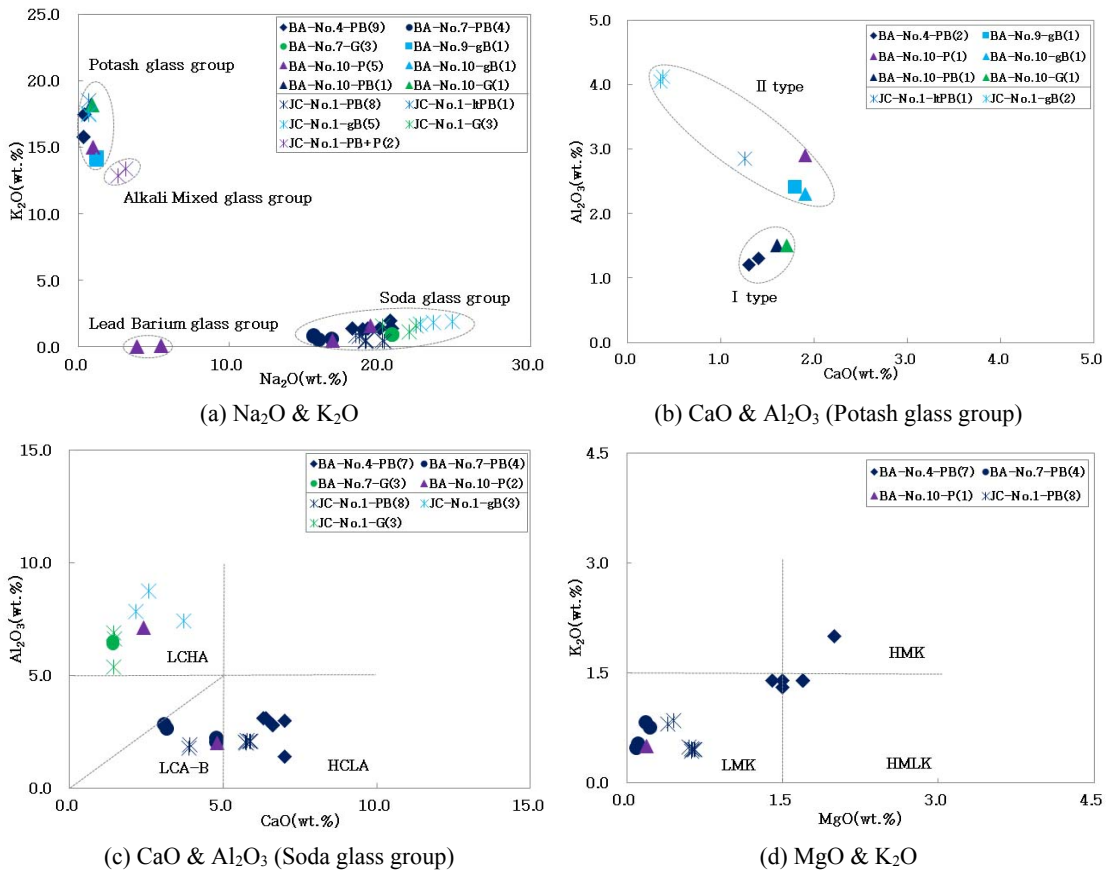 25.0
20.0
15.0
10.0
5.0
0.0
K₂O(wt.%)
0.0 10.0 20.0 30.0
Na₂O(wt.%)
◆BA-No.4-PB(9) ●BA-No.7-PB(4)
●BA-No.7-G(3) ■BA-No.9-gB(1)
▲BA-No.10-P(5) ▲BA-No.10-gB(1)
▲BA-No.10-PB(1) ▲BA-No.10-G(1)
JC-No.1-PB(8) JC-No.1-ltPB(1)
JC-No.1-gB(5) JC-No.1-G(3)
JC-No.1-PB+P(2)
Potash glass group
Alkali Mixed glass group
Soda glass group
Lead Barium glass group
(a) Na₂O & K₂O
5.0
4.0
3.0
2.0
1.0
0.0
Al₂O₃(wt.%)
0.0 1.0 2.0 3.0 4.0 5.0
CaO(wt.%)
◆BA-No.4-PB(2) ■BA-No.9-gB(1)
▲BA-No.10-P(1) ▲BA-No.10-gB(1)
▲BA-No.10-PB(1) ▲BA-No.10-G(1)
JC-No.1-ltPB(1) JC-No.1-gB(2)
II type
I type
(b) CaO & Al₂O₃ (Potash glass group)
15.0
10.0
5.0
0.0
Al₂O₃(wt.%)
0.0 5.0 10.0 15.0
CaO(wt.%)
◆BA-No.4-PB(7) ●BA-No.7-PB(4)
●BA-No.7-G(3) ▲BA-No.10-P(2)
JC-No.1-PB(8) JC-No.1-gB(3)
JC-No.1-G(3)
LCHA
LCA-B
HCLA
(c) CaO & Al₂O₃ (Soda glass group)
4.5
3.0
1.5
0.0
K₂O(wt.%)
0.0 1.5 3.0 4.5
MgO(wt.%)
◆BA-No.4-PB(7) ●BA-No.7-PB(4)
▲BA-No.10-P(1) JC-No.1-PB(8)
HMK
LMK
HMLK
(d) MgO & K₂O